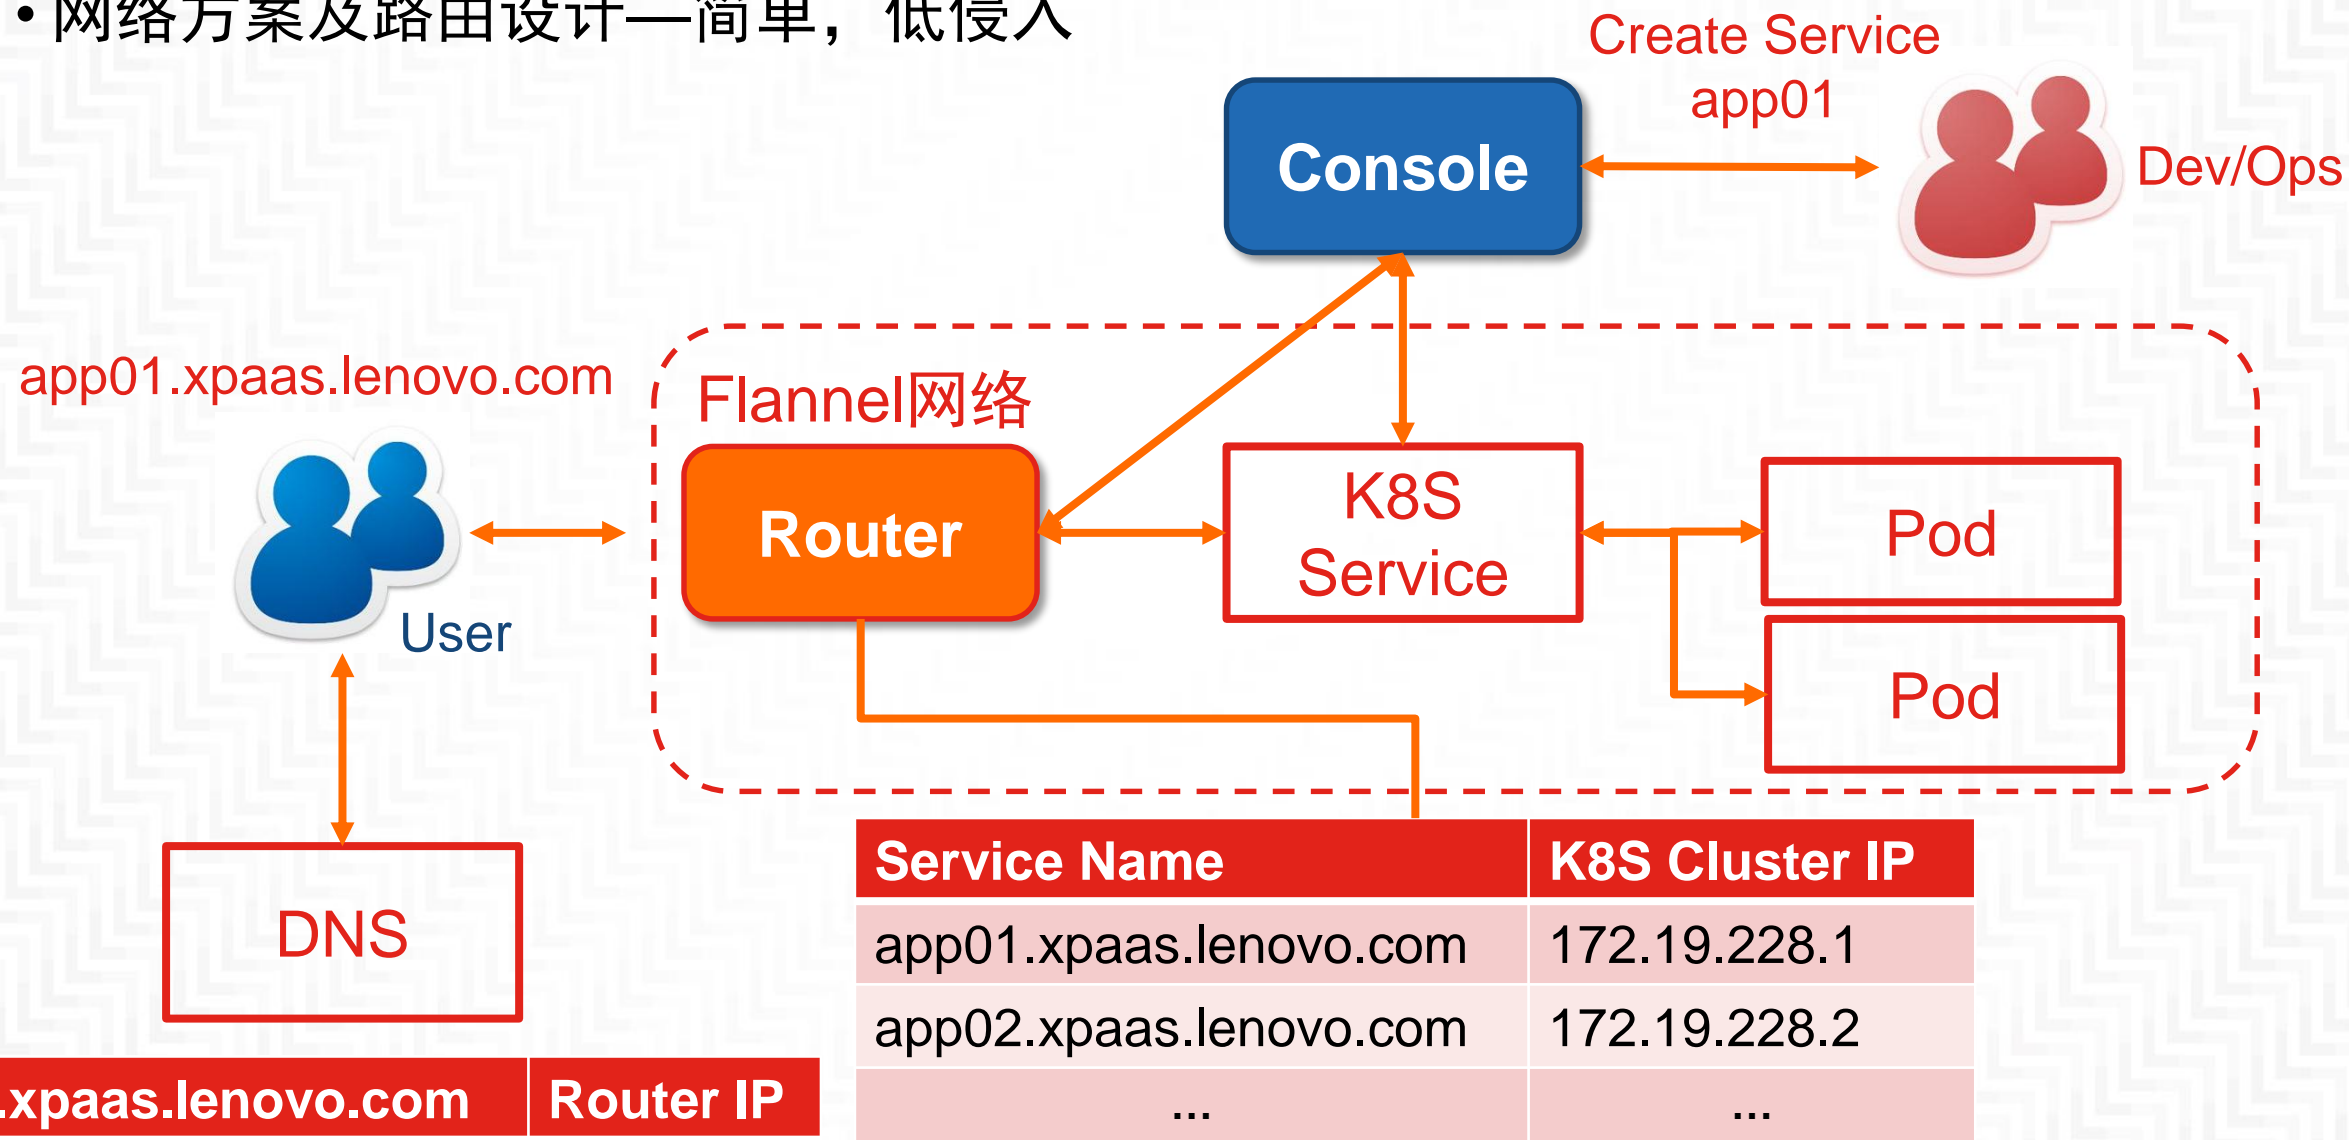 • 网络方案及路由设计—简单，低侵入
Create Service
app01
Console
Dev/Ops
app01.xpaas.lenovo.com
Flannel网络
Router
K8S
Service
Pod
Pod
User
DNS
Service Name K8S Cluster IP
app01.xpaas.lenovo.com 172.19.228.1
app02.xpaas.lenovo.com 172.19.228.2
... ...
.xpaas.lenovo.com Router IP